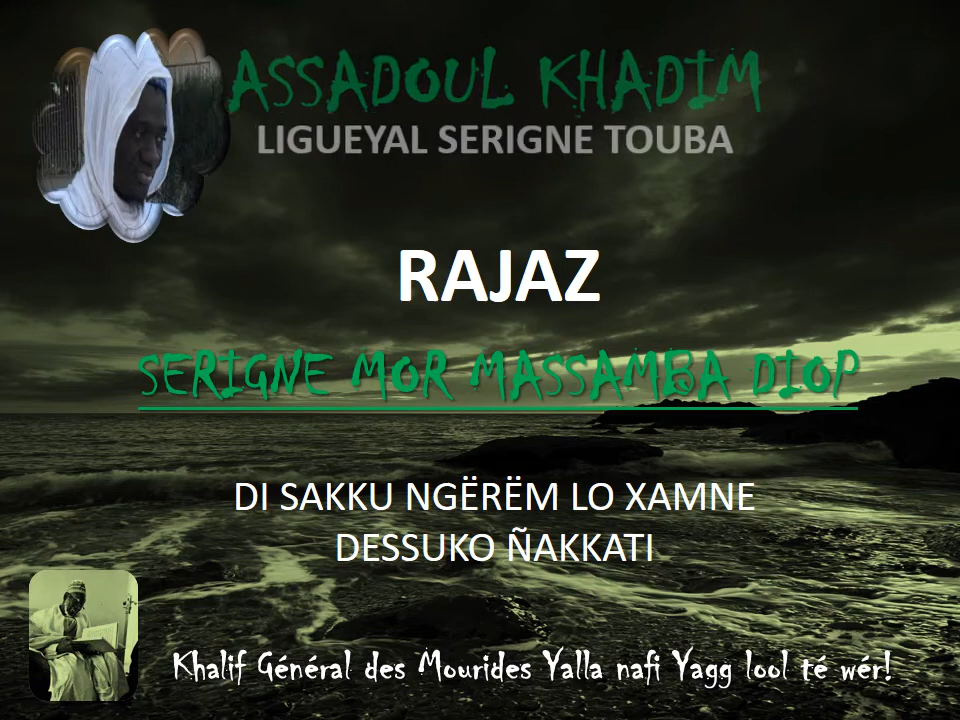 ASSADOUL KHADIM
LIGUEYAL SERIGNE TOUBA
RAJAZ
SERIGNE MOR MASSAMBA DIOP
DI SAKKU NGËRËM LO XAMNE
DESSUKO ÑAKKATI
Khalif Général des Mourides Yalla nafi Yagg lool té wér!